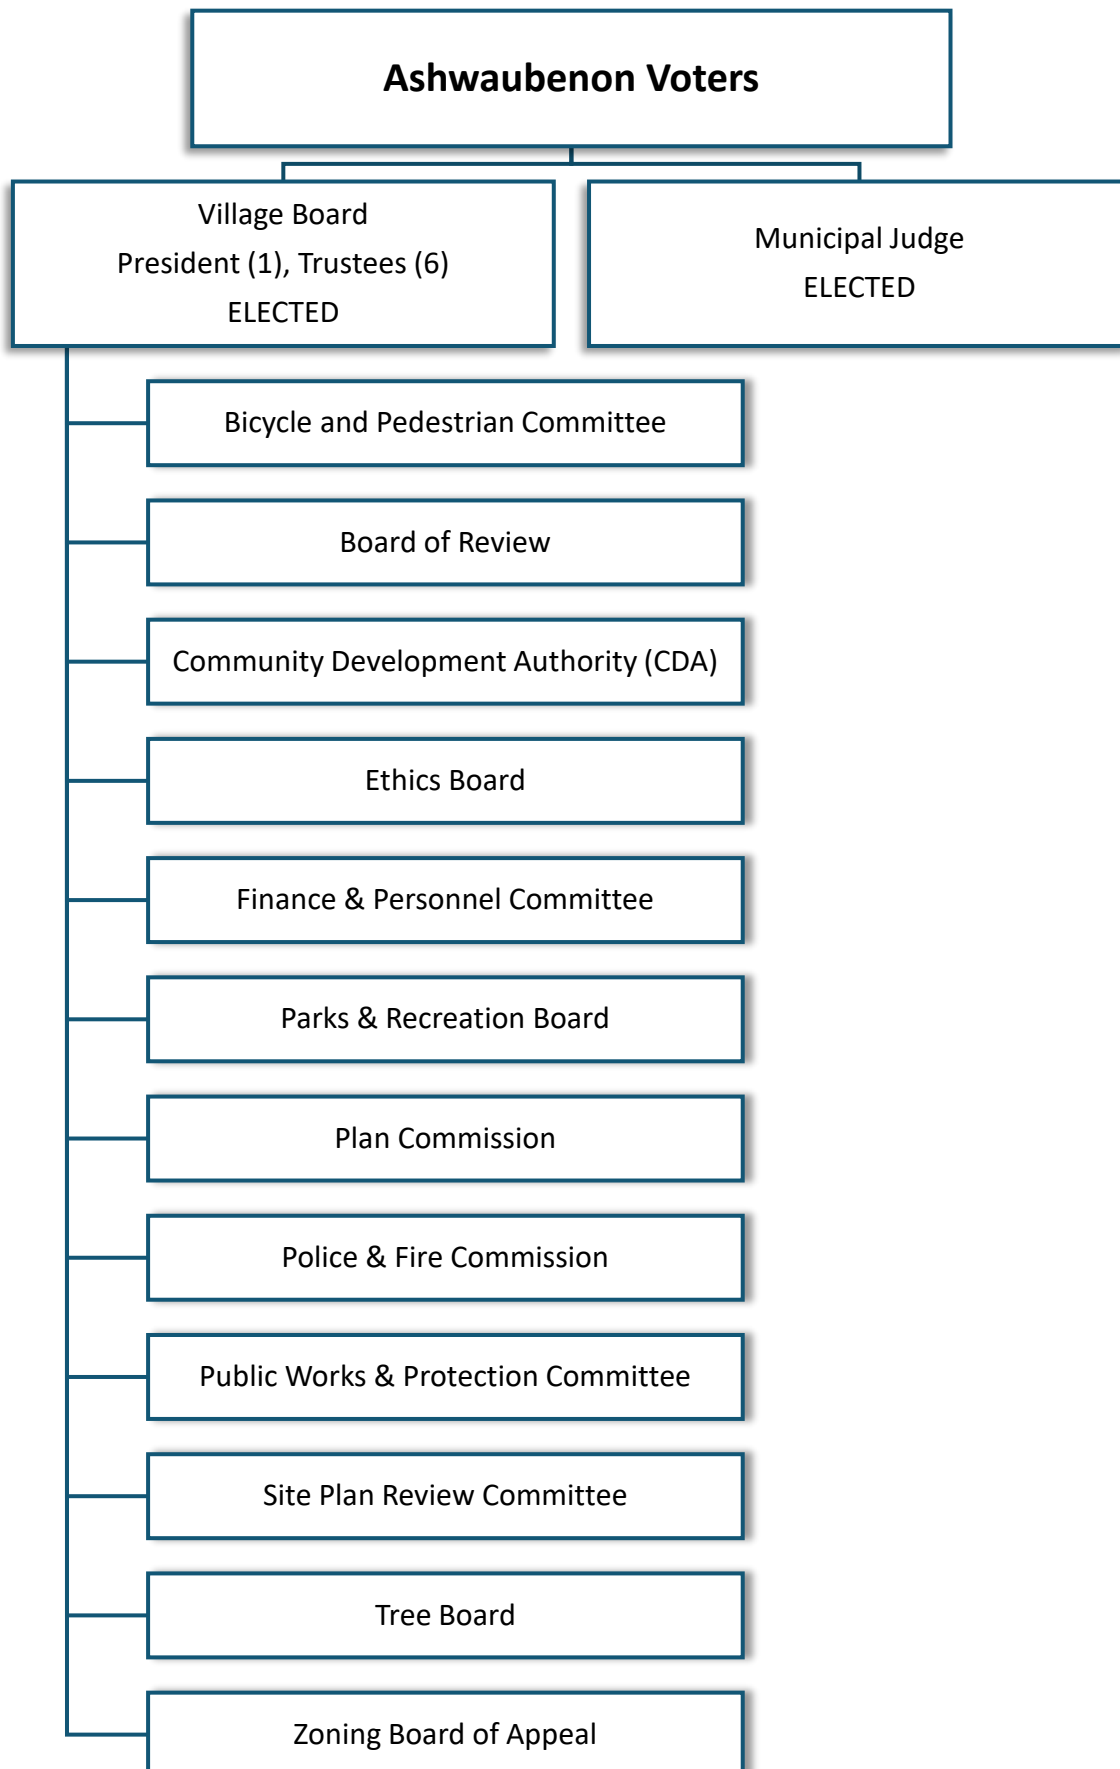 Ashwaubenon Voters
Village Board
President (1), Trustees (6)
ELECTED
Municipal Judge
ELECTED
Bicycle and Pedestrian Committee
Board of Review
Community Development Authority (CDA)
Ethics Board
Finance & Personnel Committee
Parks & Recreation Board
Plan Commission
Police & Fire Commission
Public Works & Protection Committee
Site Plan Review Committee
Tree Board
Zoning Board of Appeal